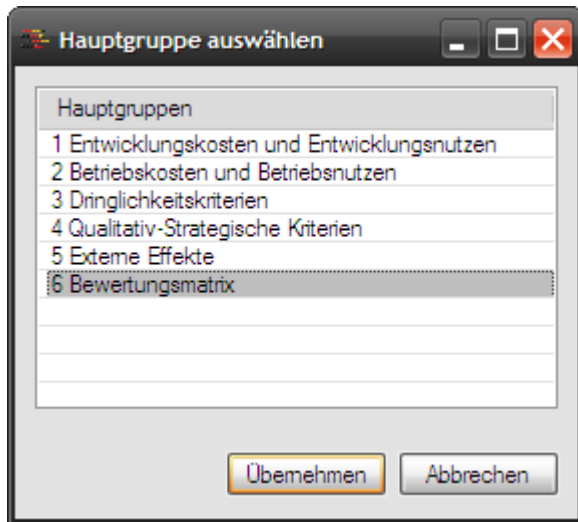 Hauptgruppe auswählen
Hauptgruppen
1 Entwicklungskosten und Entwicklungsnutzen
2 Betriebskosten und Betriebsnutzen
3 Dringlichkeitskriterien
4 Qualitativ-Strategische Kriterien
5 Externe Effekte
6 Bewertungsmatrix
Übernehmen
Abbrechen